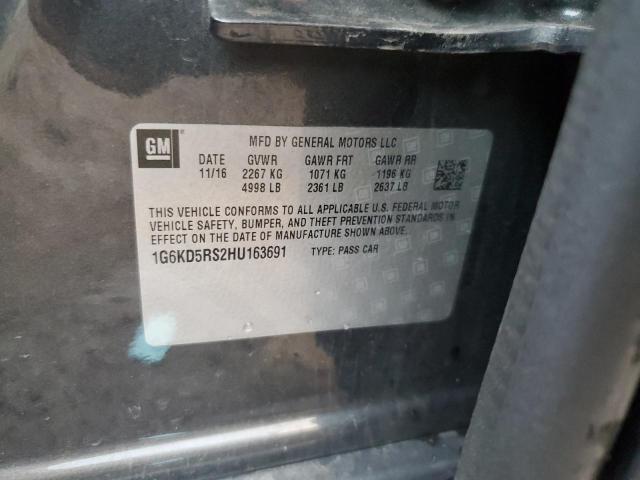 GM
MFD BY GENERAL MOTORS LLC
DATE GVWR GAWR FRT GAWR RR
11/16 2267 KG 1071 KG 1196 KG
4998 LB 2361 LB 2637 LB
THIS VEHICLE CONFORMS TO ALL APPLICABLE U.S. FEDERAL MOTOR
VEHICLE SAFETY, BUMPER, AND THEFT PREVENTION STANDARDS IN
EFFECT ON THE DATE OF MANUFACTURE SHOWN ABOVE.
1G6KD5RS2HU163691 TYPE: PASS CAR